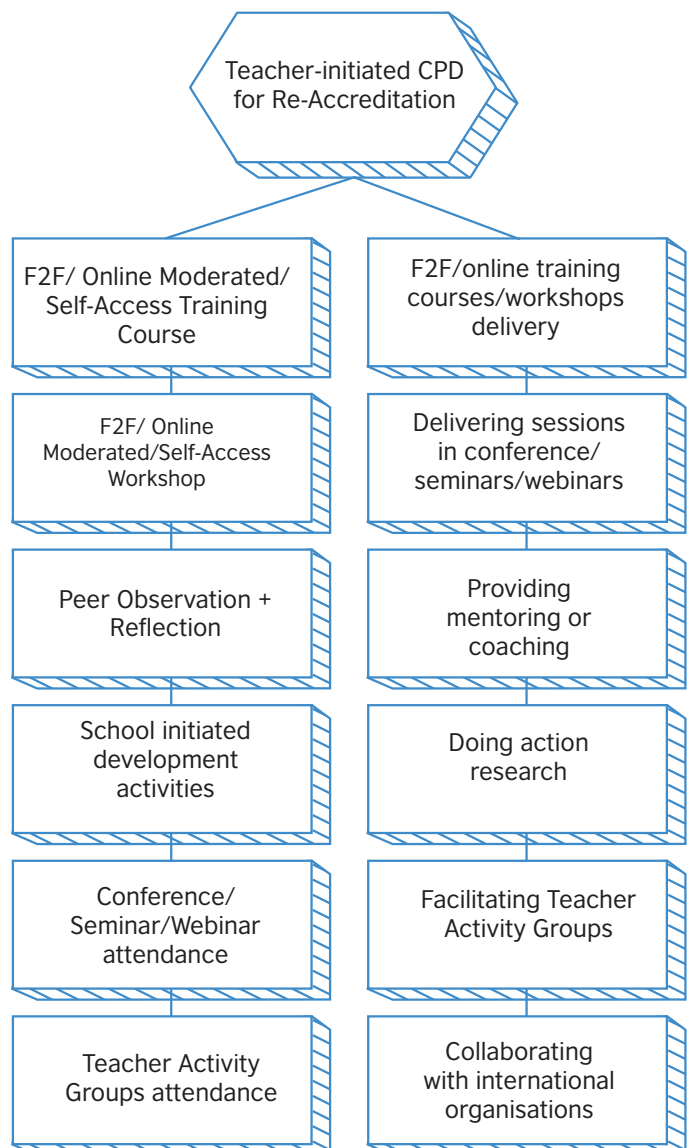 Teacher-initiated CPD
for Re-Accreditation
F2F/ Online Moderated/
Self-Access Training
Course
F2F/ Online
Moderated/Self-Access
Workshop
Peer Observation +
Reflection
School initiated
development
activities
Conference/
Seminar/Webinar
attendance
Teacher Activity
Groups attendance
F2F/online training
courses/workshops
delivery
Delivering sessions
in conference/
seminars/webinars
Providing
mentoring or
coaching
Doing action
research
Facilitating Teacher
Activity Groups
Collaborating
with international
organisations